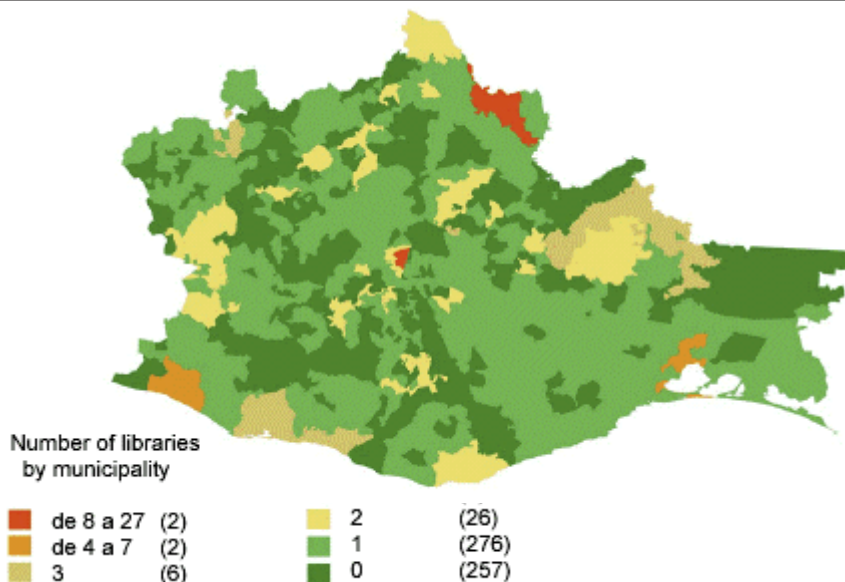 Number of libraries
by municipality
de 8 a 27 (2)
de 4 a 7 (2)
3 (6)
2 (26)
1 (276)
0 (257)